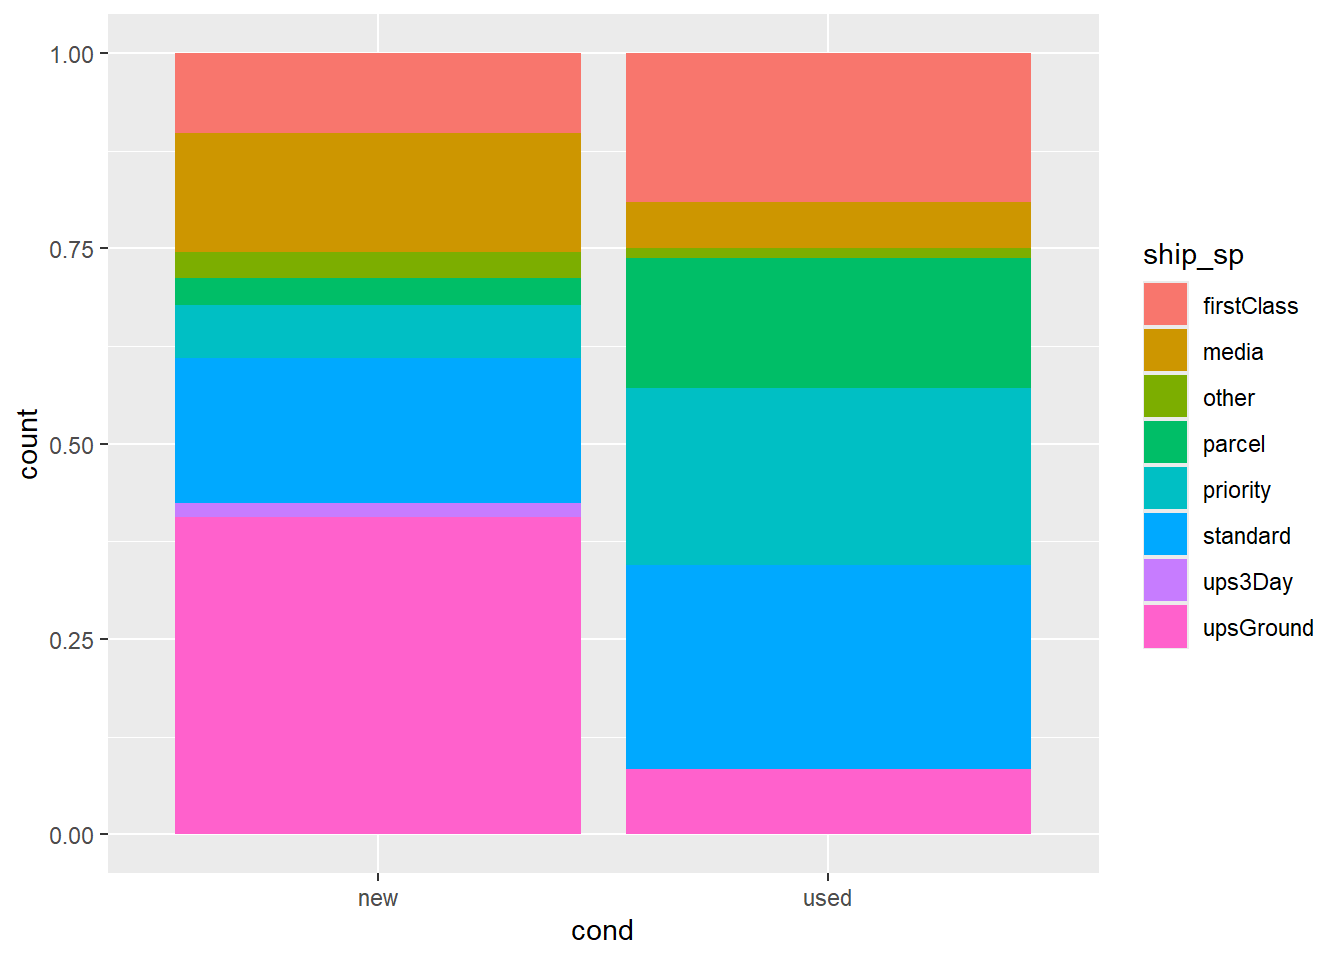 1.00
0.75
0.50
0.25
0.00
count
new
used
cond
ship_sp
firstClass
media
other
parcel
priority
standard
ups3Day
upsGround